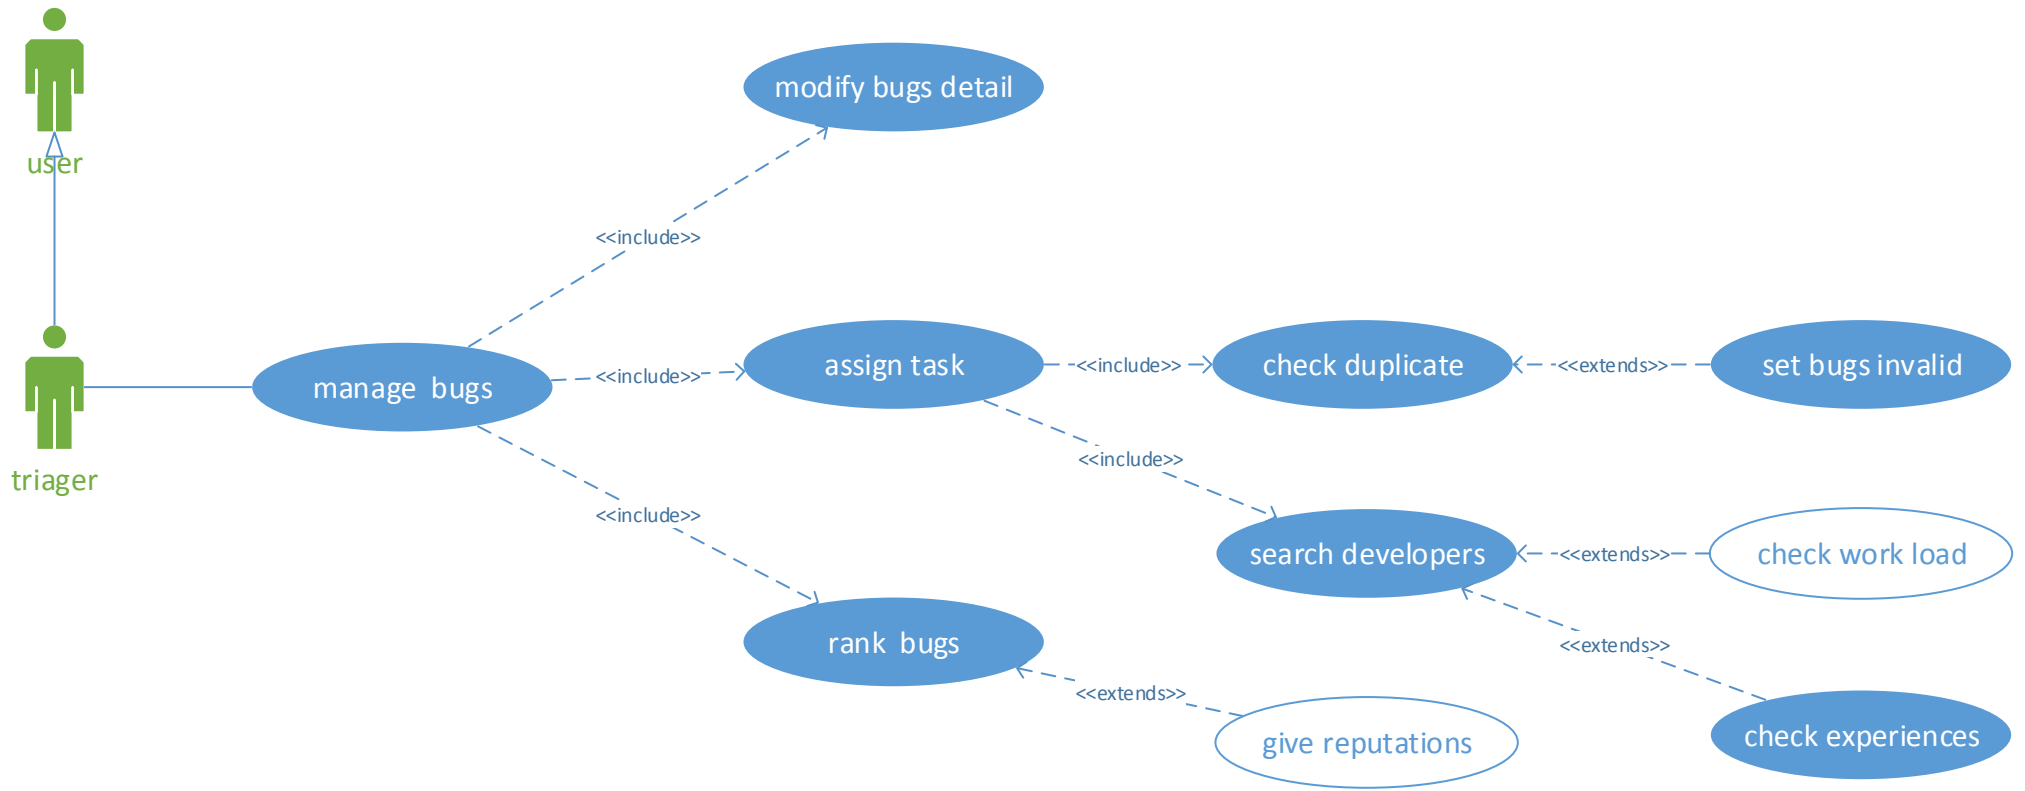 modify bugs detail
user
<<include>>
assign task
<<include>>
check duplicate
<<extends>>
set bugs invalid
manage  bugs
<<include>>
<<include>>
triager
<<include>>
search developers
<<extends>>
check work load
rank  bugs
<<extends>>
<<extends>>
give reputations
check experiences